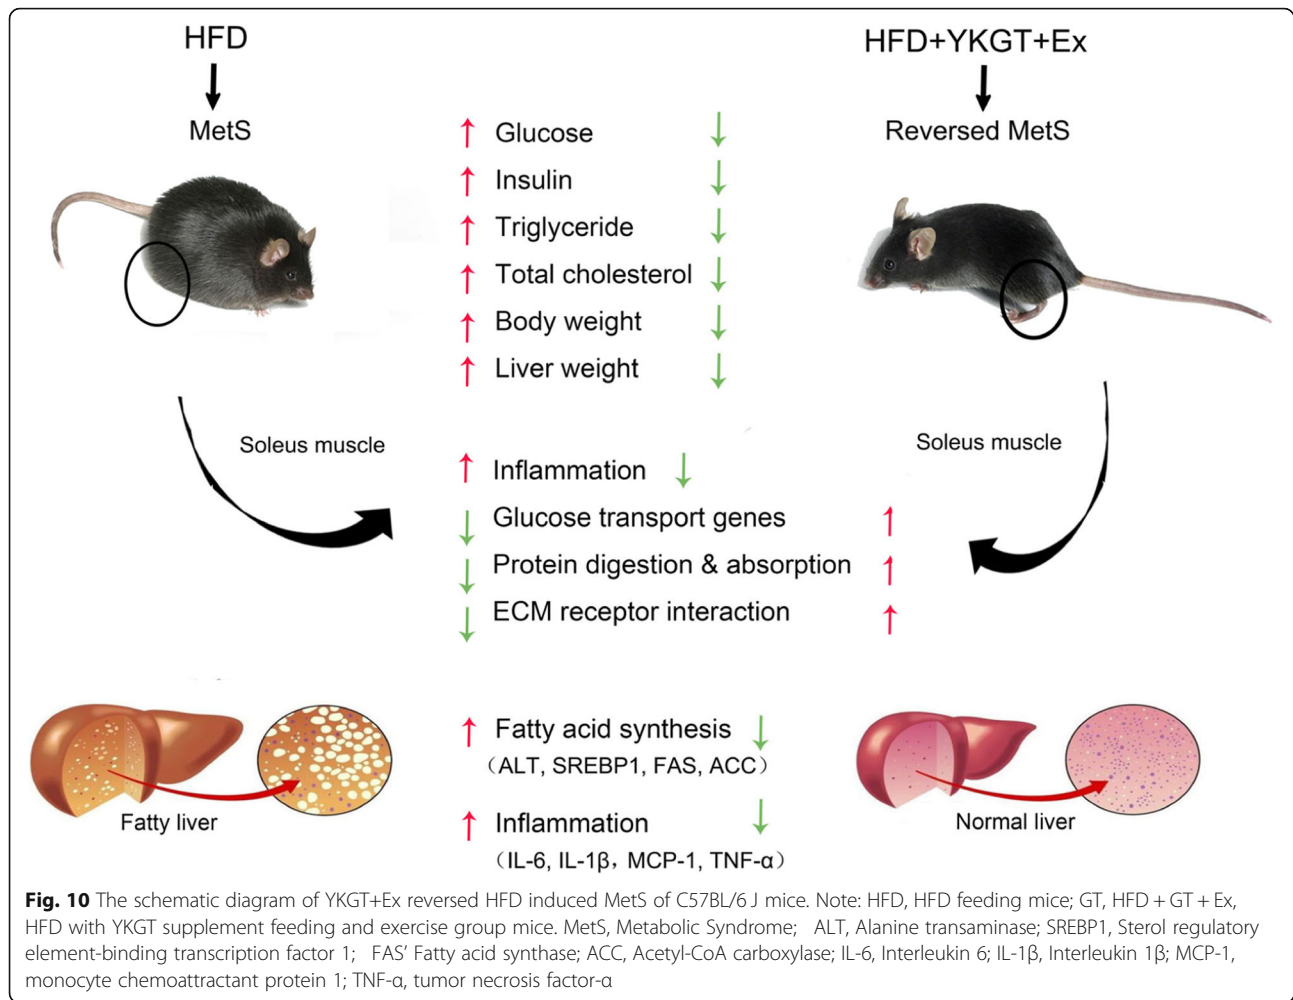 HFD
HFD+YKGT+Ex
MetS
Reversed MetS
Glucose
Insulin
Triglyceride
Total cholesterol
Body weight
Liver weight
Soleus muscle
Soleus muscle
Inflammation
Glucose transport genes
Protein digestion & absorption
ECM receptor interaction
Fatty acid synthesis
(ALT, SREBP1, FAS, ACC)
Fatty liver
Inflammation
Normal liver
(IL-6, IL-1β, MCP-1, TNF-α)
Fig. 10 The schematic diagram of YKGT+Ex reversed HFD induced MetS of C57BL/6 J mice. Note: HFD, HFD feeding mice; GT, HFD + GT + Ex,
HFD with YKGT supplement feeding and exercise group mice. MetS, Metabolic Syndrome; ALT, Alanine transaminase; SREBP1, Sterol regulatory
element-binding transcription factor 1; FAS' Fatty acid synthase; ACC, Acetyl-CoA carboxylase; IL-6, Interleukin 6; IL-1β, Interleukin 1β; MCP-1,
monocyte chemoattractant protein 1; TNF-α, tumor necrosis factor-α